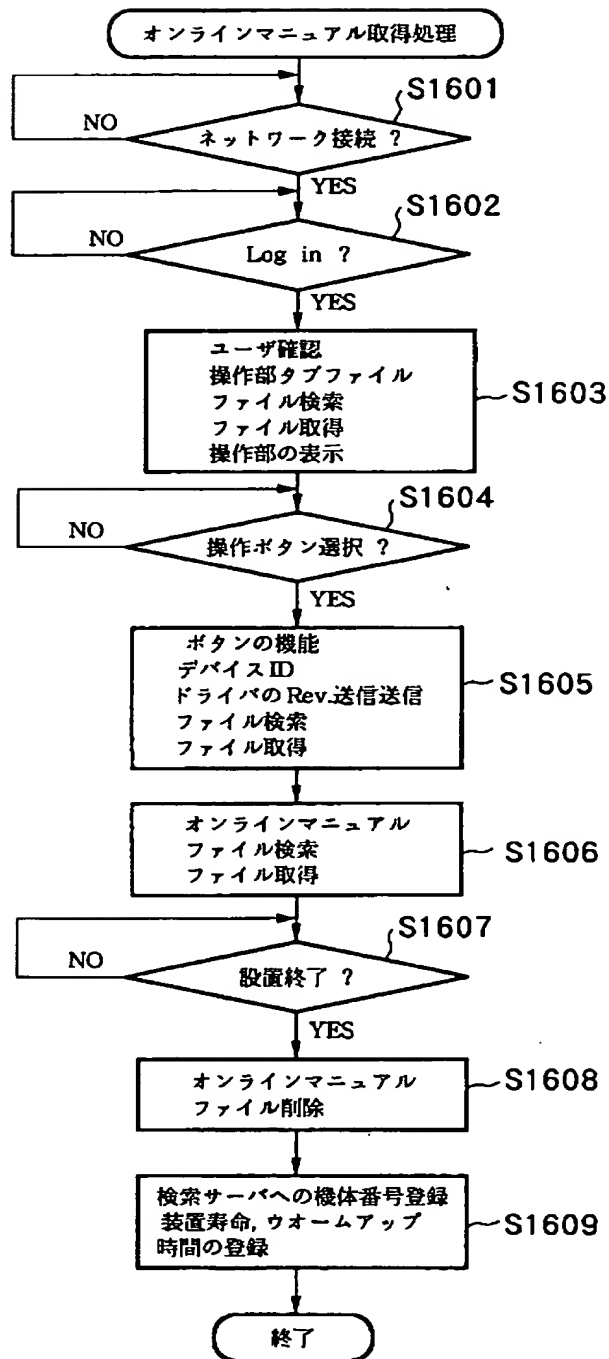 オンラインマニュアル取得処理
S1601
NO
ネットワーク接続 ?
YES
S1602
NO
Log in ?
YES
ユーザ確認
操作部タブファイル
ファイル検索
ファイル取得
操作部の表示
S1603
S1604
NO
操作ボタン選択 ?
YES
ボタンの機能
デバイスID
ドライバのRev.送信送信
ファイル検索
ファイル取得
S1605
オンラインマニュアル
ファイル検索
ファイル取得
S1606
S1607
NO
設置終了 ?
YES
オンラインマニュアル
ファイル削除
S1608
検索サーバへの機体番号登録
装置寿命, ウオームアップ
時間の登録
S1609
終了